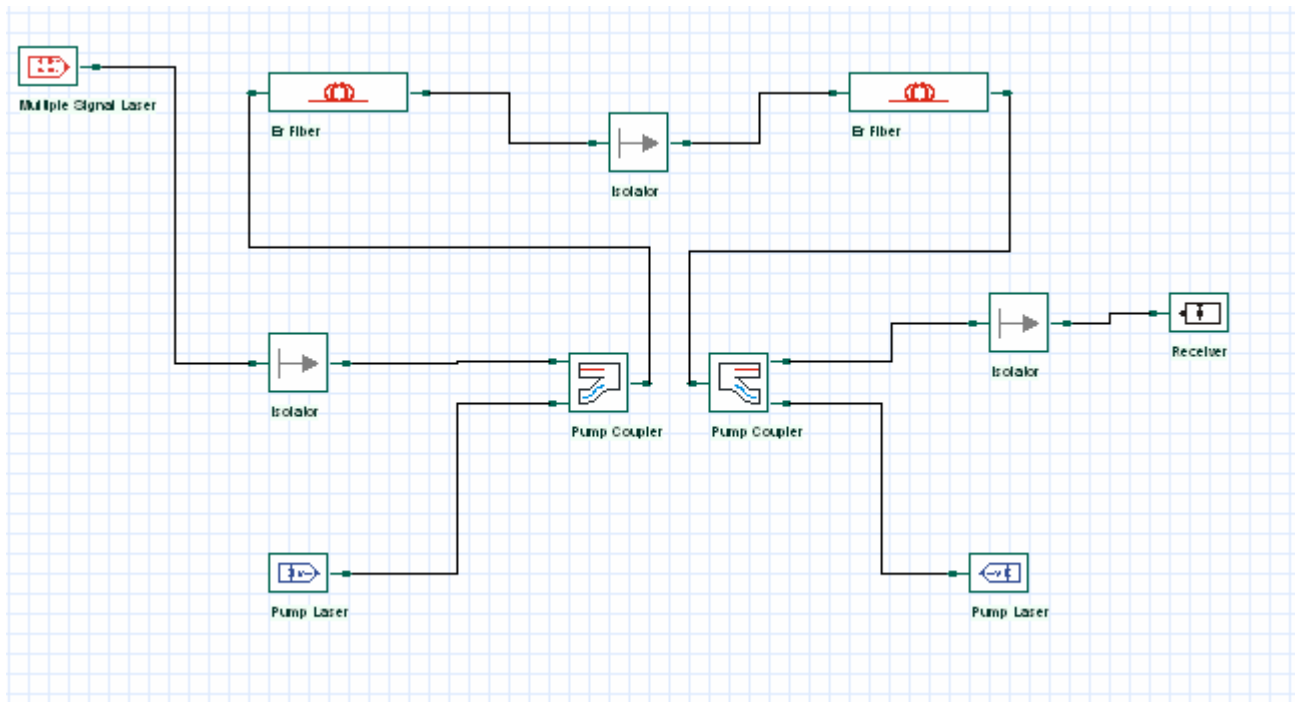 Multiple Signal Laser
Er Fiber
Er Fiber
Isolator
Isolator
Receiver
Isolator
Pump Coupler
Pump Coupler
Pump Laser
Pump Laser